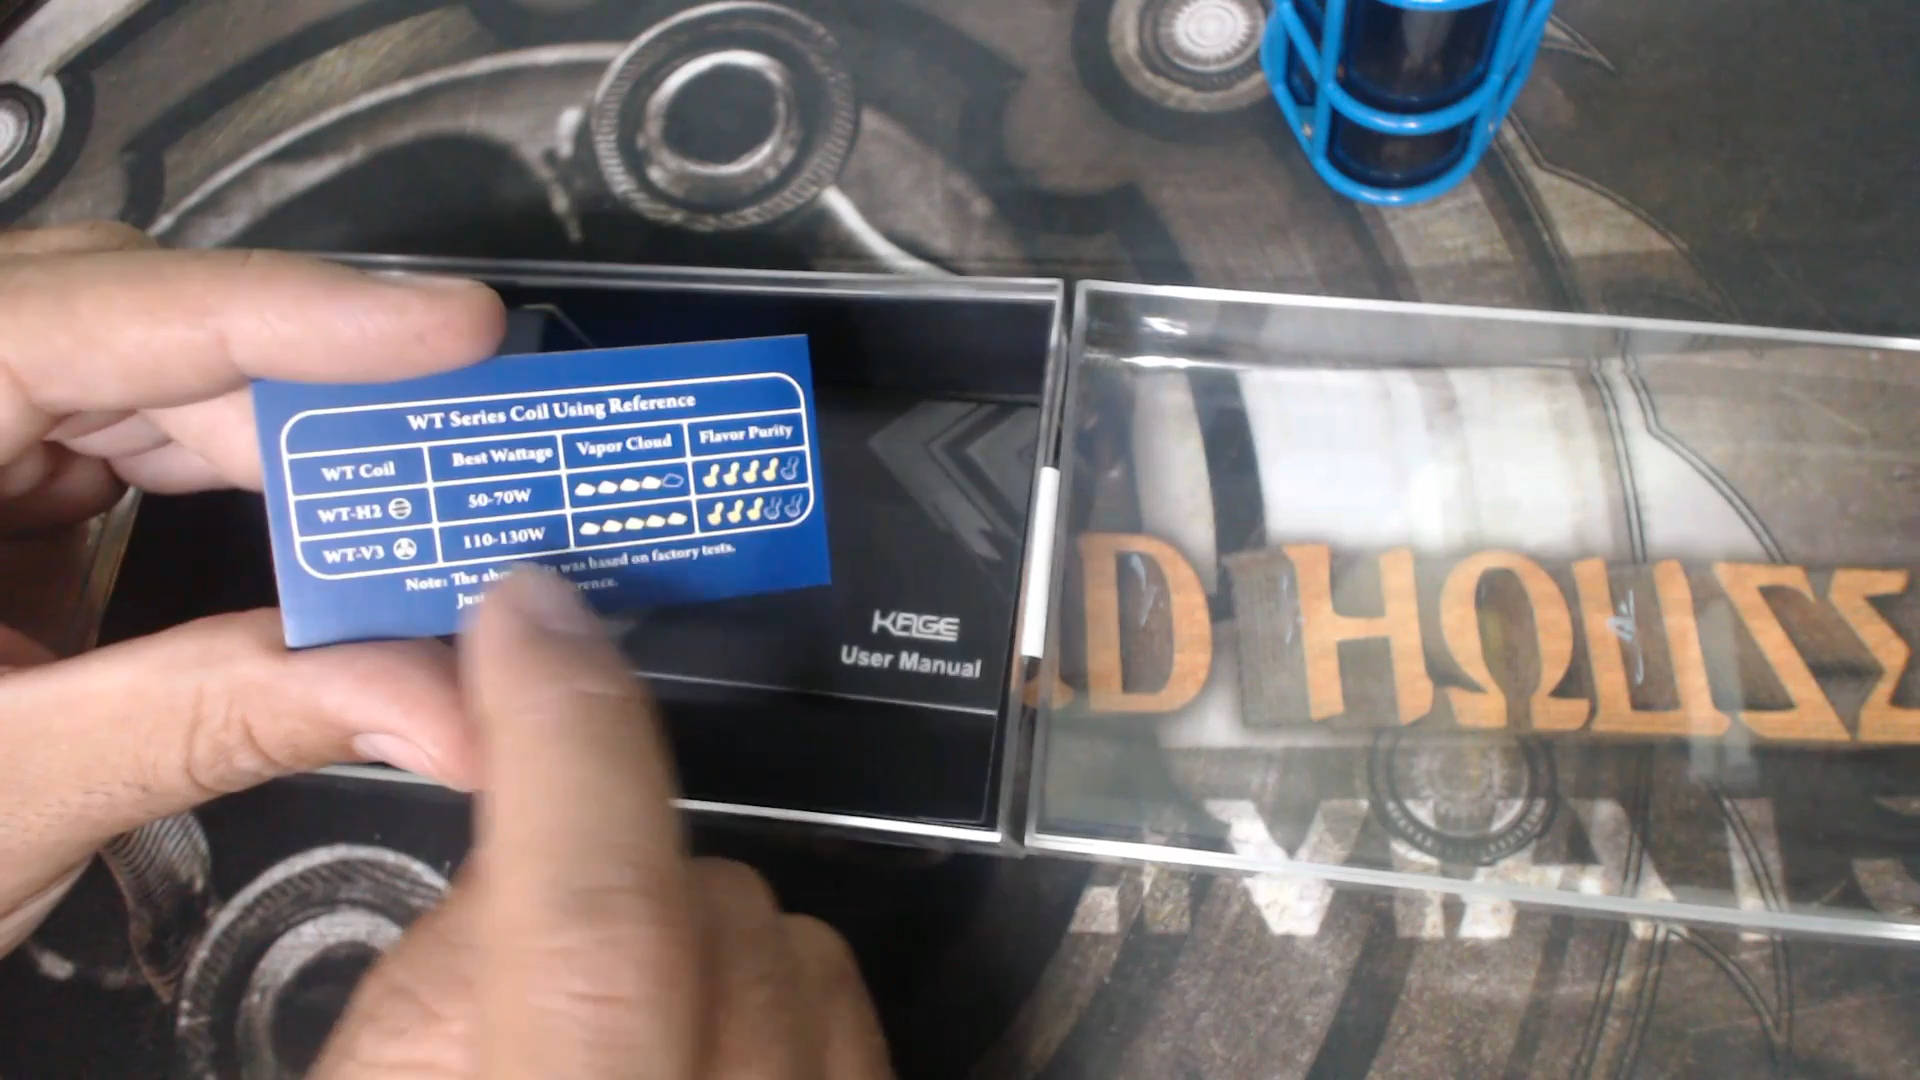 WT Series Coil Using Reference
WT Coil Best Wattage Vapor Cloud Flavor Purity
WT-H2 50-70W
WT-V3 110-130W
Note: The was based on factory tests.
KAGE
User Manual
D HΩUSΣ